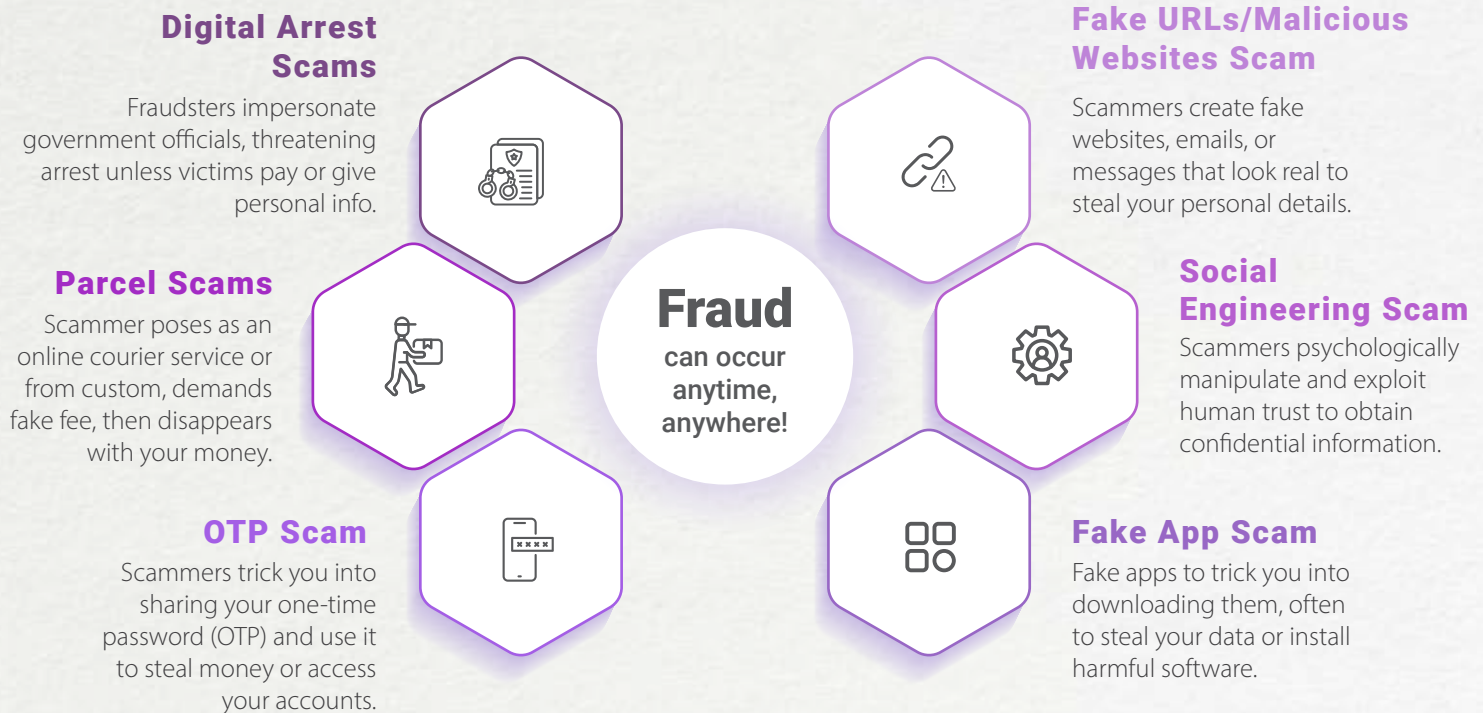 Digital Arrest
Scams
Fraudsters impersonate
government officials, threatening
arrest unless victims pay or give
personal info.
Parcel Scams
Scammer poses as an
online courier service or
from custom, demands
fake fee, then disappears
with your money.
OTP Scam
Scammers trick you into
sharing your one-time
password (OTP) and use it
to steal money or access
your accounts.
Fraud
can occur
anytime,
anywhere!
Fake URLs/Malicious
Websites Scam
Scammers create fake
websites, emails, or
messages that look real to
steal your personal details.
Social
Engineering Scam
Scammers psychologically
manipulate and exploit
human trust to obtain
confidential information.
Fake App Scam
Fake apps to trick you into
downloading them, often
to steal your data or install
harmful software.